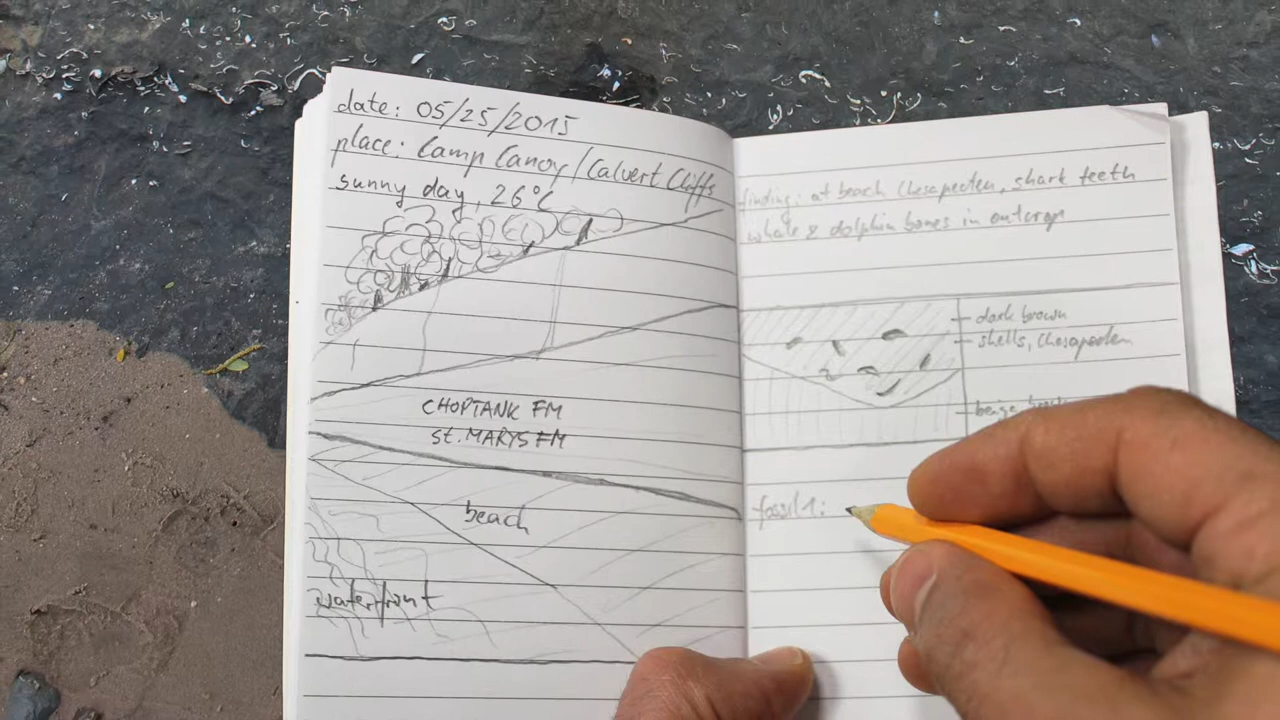 date: 05/25/2015
place: Camp Canoy/Calvert Cliffs
sunny day, 26°C
CHOPTANK FM
St. MARYS FM
beach
waterfront
finding: at beach Chesapecten, shark teeth
whale & dolphin bones in outcrop
dark brown
shells, Chesapecten
beige
fossil 1: